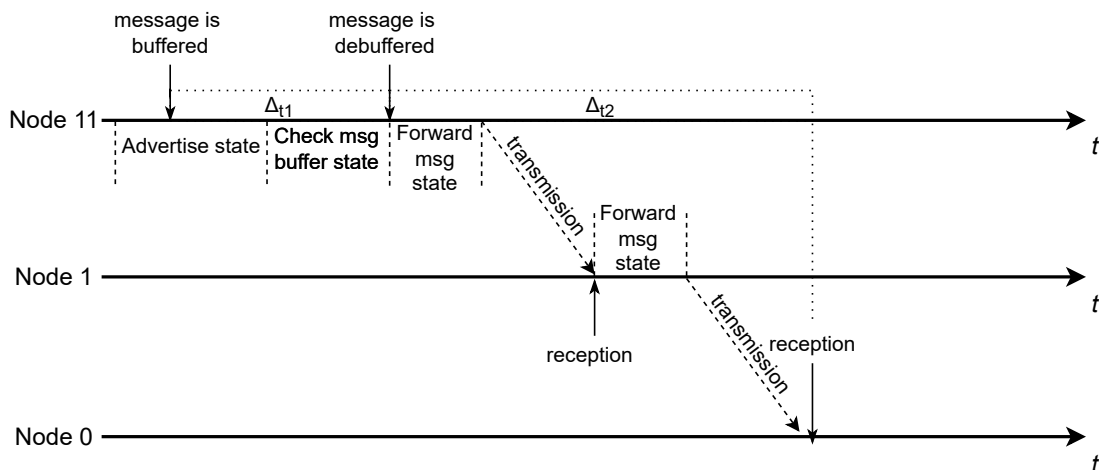 message is
buffered
message is
debuffered
Δt1
Δt2
Node 11
t
Advertise state
Check msg
buffer state
Forward
msg
state
transmission
Forward
msg
state
Node 1
t
reception
transmission
reception
Node 0
t